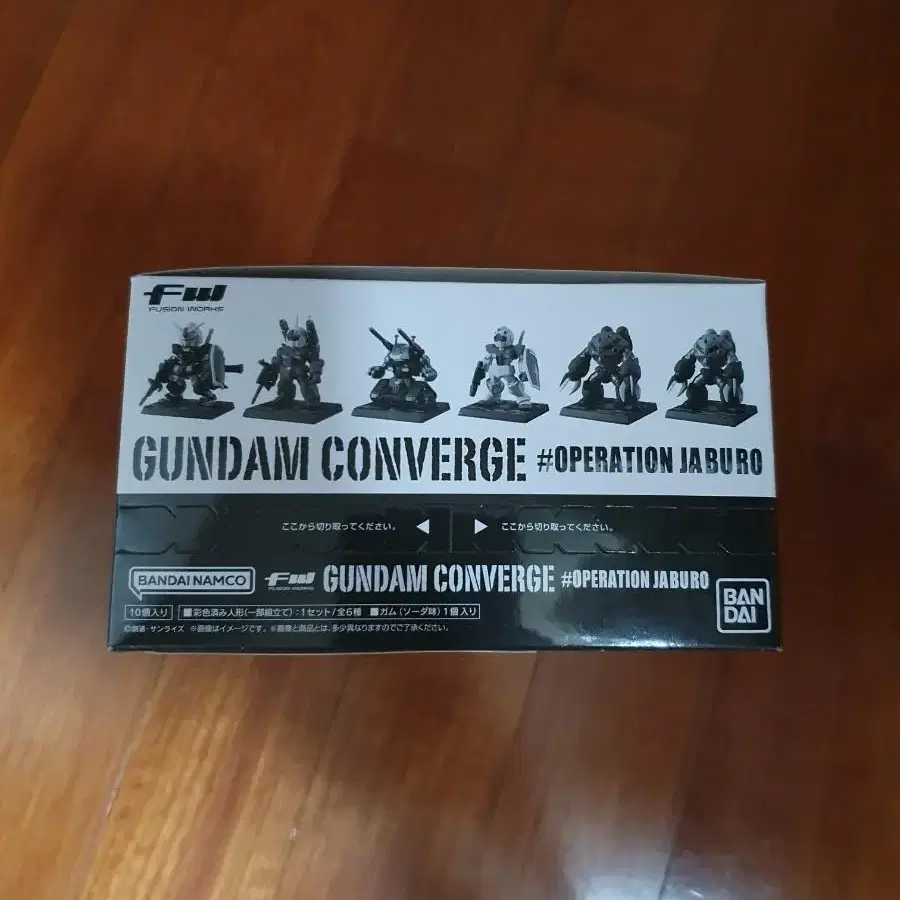 FW
FUSION WORKS
GUNDAM CONVERGE #OPERATION JABURO
ここから切り取ってください。 ◀ ▶ ここから切り取ってください。
BANDAI NAMCO FW FUSION WORKS GUNDAM CONVERGE #OPERATION JABURO
BAN
DAI
10個入り ■彩色済み人形(一部組立て):1セット/全6種 ■ガム(ソーダ味)1個入り
©創通・サンライズ ※画像はイメージです。 ※画像と商品とは、多少異なりますのでご了承ください。